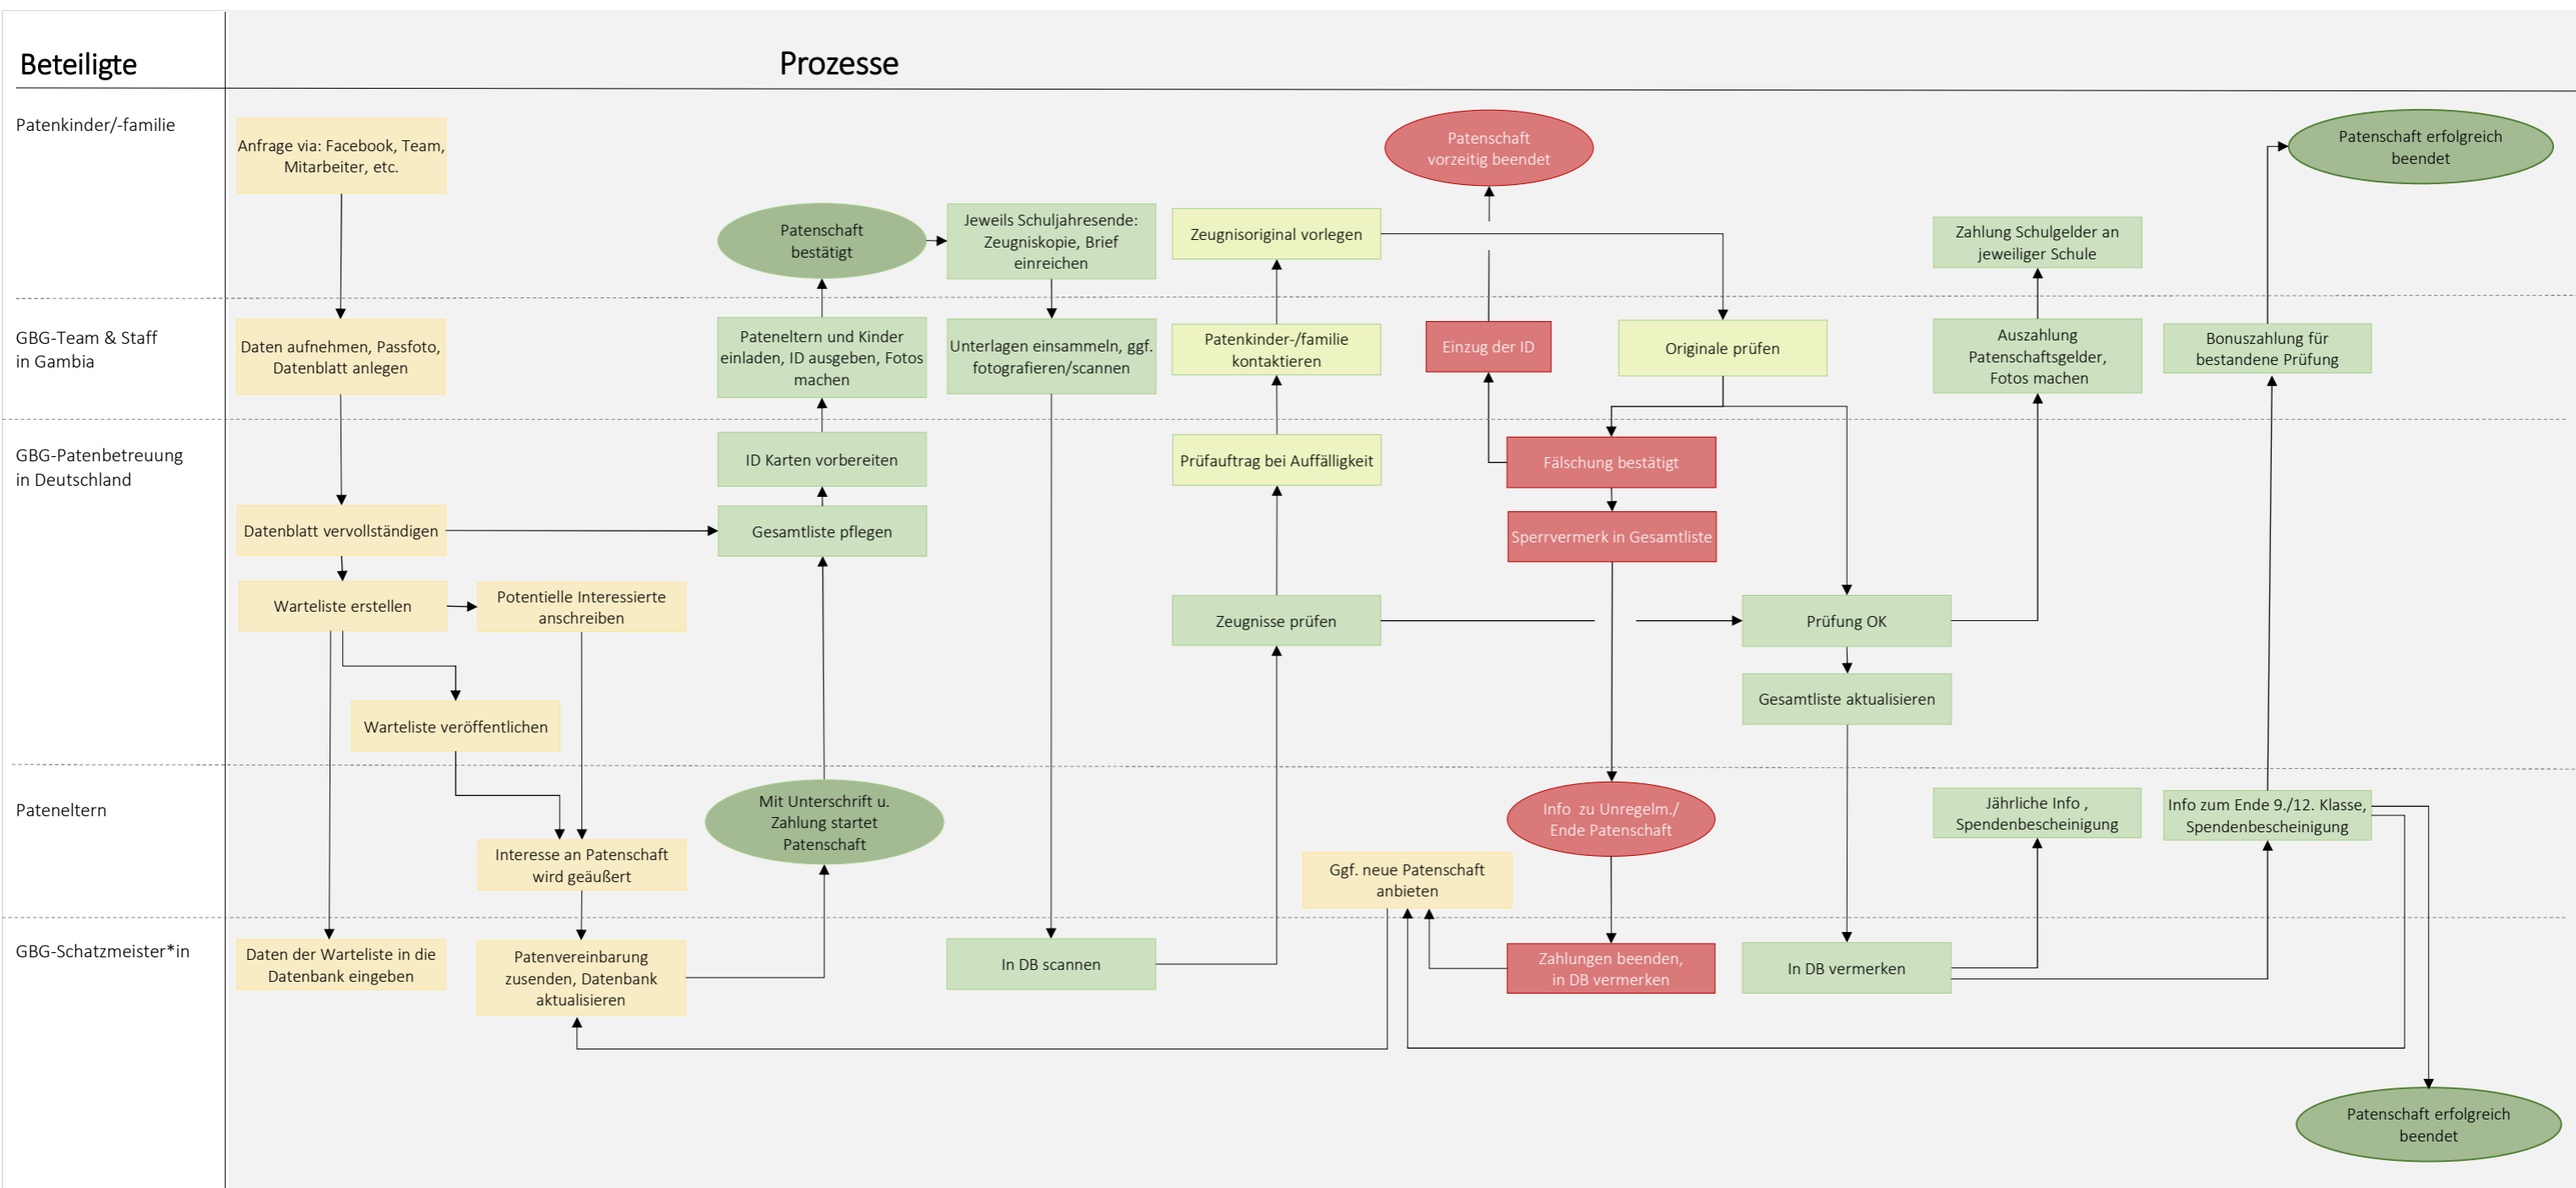 Beteiligte
Prozesse
Patenkinder/-familie
Anfrage via: Facebook, Team,
Mitarbeiter, etc.
Patenschaft
bestätigt
Jeweils Schuljahresende:
Zeugniskopie, Brief
einreichen
Zeugnisoriginal vorlegen
Patenschaft
vorzeitig beendet
Zahlung Schulgelder an
jeweiliger Schule
Patenschaft erfolgreich
beendet
GBG-Team & Staff
in Gambia
Daten aufnehmen, Passfoto,
Datenblatt anlegen
Pateneltern und Kinder
einladen, ID ausgeben, Fotos
machen
Unterlagen einsammeln, ggf.
fotografieren/scannen
Patenkinder-/familie
kontaktieren
Einzug der ID
Originale prüfen
Auszahlung
Patenschaftsgelder,
Fotos machen
Bonuszahlung für
bestandene Prüfung
GBG-Patenbetreuung
in Deutschland
ID Karten vorbereiten
Prüfauftrag bei Auffälligkeit
Fälschung bestätigt
Datenblatt vervollständigen
Gesamtliste pflegen
Sperrvermerk in Gesamtliste
Warteliste erstellen
Potentielle Interessierte
anschreiben
Zeugnisse prüfen
Prüfung OK
Warteliste veröffentlichen
Gesamtliste aktualisieren
Pateneltern
Interesse an Patenschaft
wird geäußert
Mit Unterschrift u.
Zahlung startet
Patenschaft
Ggf. neue Patenschaft
anbieten
Info zu Unregelm./
Ende Patenschaft
Jährliche Info ,
Spendenbescheinigung
Info zum Ende 9./12. Klasse,
Spendenbescheinigung
GBG-Schatzmeister*in
Daten der Warteliste in die
Datenbank eingeben
Patenvereinbarung
zusenden, Datenbank
aktualisieren
In DB scannen
Zahlungen beenden,
in DB vermerken
In DB vermerken
Patenschaft erfolgreich
beendet